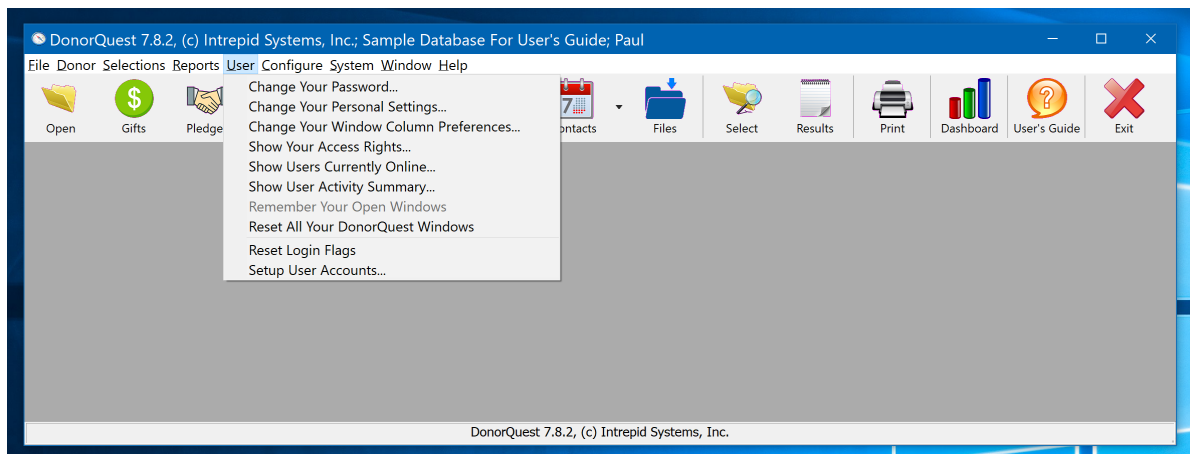 DonorQuest 7.8.2, (c) Intrepid Systems, Inc.; Sample Database For User's Guide; Paul
File Donor Selections Reports User Configure System Window Help
Change Your Password...
Change Your Personal Settings...
Change Your Window Column Preferences...
Show Your Access Rights...
Show Users Currently Online...
Show User Activity Summary...
Remember Your Open Windows
Reset All Your DonorQuest Windows
Reset Login Flags
Setup User Accounts...
7
Open Gifts Pledge ontacts Files Select Results Print Dashboard User's Guide Exit
DonorQuest 7.8.2, (c) Intrepid Systems, Inc.